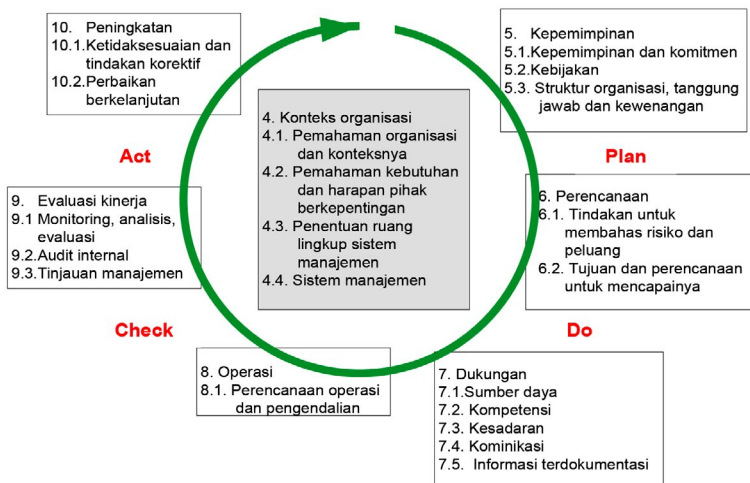 10. Peningkatan
10.1. Ketidaksesuaian dan
tindakan korektif
10.2. Perbaikan
berkelanjutan
5. Kepemimpinan
5.1. Kepemimpinan dan komitmen
5.2. Kebijakan
5.3. Struktur organisasi, tanggung
jawab dan kewenangan
4. Konteks organisasi
4.1. Pemahaman organisasi
dan konteksnya
4.2. Pemahaman kebutuhan
dan harapan pihak
berkepentingan
4.3. Penentuan ruang
lingkup sistem
manajemen
4.4. Sistem manajemen
Act
Plan
9. Evaluasi kinerja
9.1 Monitoring, analisis,
evaluasi
9.2. Audit internal
9.3. Tinjauan manajemen
6. Perencanaan
6.1. Tindakan untuk
membahas risiko dan
peluang
6.2. Tujuan dan perencanaan
untuk mencapainya
Check
Do
8. Operasi
8.1. Perencanaan operasi
dan pengendalian
7. Dukungan
7.1.Sumber daya
7.2. Kompetensi
7.3. Kesadaran
7.4. Kominikasi
7.5. Informasi terdokumentasi